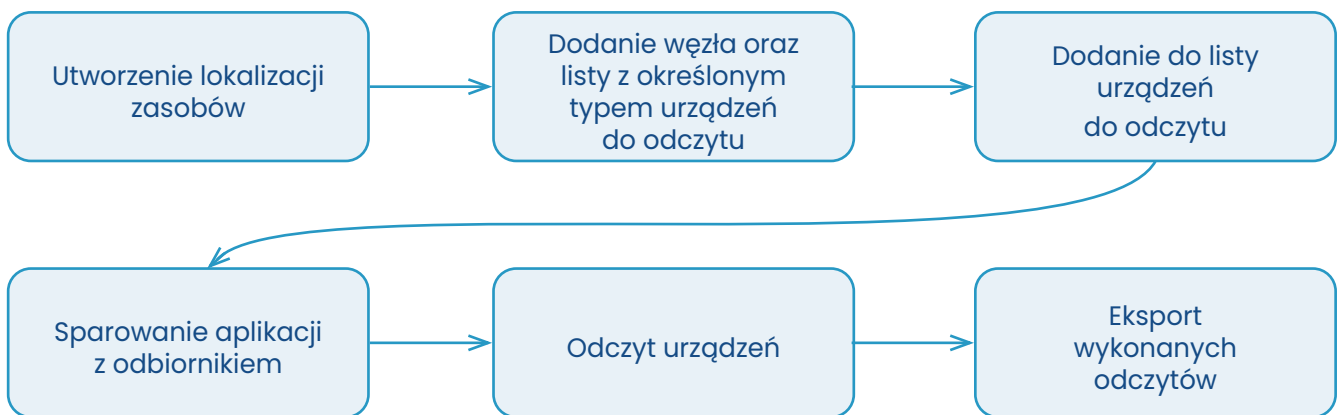 Utworzenie lokalizacji
zasobów
Dodanie węzła oraz
listy z określonym
typem urządzeń
do odczytu
Dodanie do listy
urządzeń
do odczytu
Sparowanie aplikacji
z odbiornikiem
Odczyt urządzeń
Eksport
wykonanych
odczytów